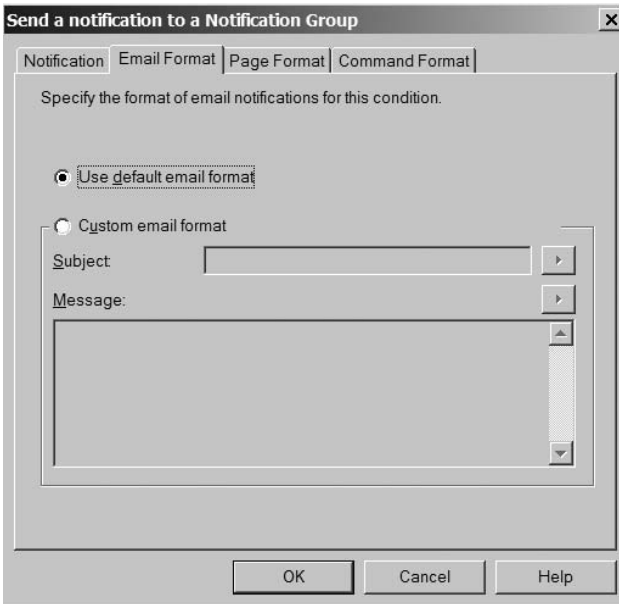 Send a notification to a Notification Group
Notification Email Format Page Format Command Format
Specify the format of email notifications for this condition.
Use default email format
Custom email format
Subject:
Message:
OK Cancel Help